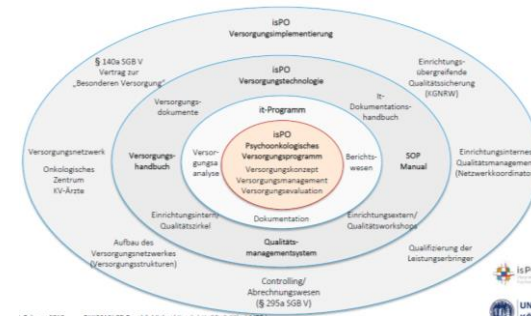 isPO
Versorgungsimplementierung
§ 140a SGB V
Vertrag zur
„Besonderen Versorgung"
Einrichtungs-
übergreifende
Qualitätssicherung
(KGNRW)
isPO
Versorgungstechnologie
Versorgungs-
dokumente
It-
Dokumentations-
handbuch
it-Programm
isPO
Psychoonkologisches
Versorgungsprogramm
Versorgungskonzept
Versorgungsmanagement
Versorgungsevaluation
Versorgungsnetzwerk
Onkologisches
Zentrum
KV-Ärzte
Versorgungs-
handbuch
Versor-
gungsa
analyse
Berichts-
wesen
SOP
Manual
Einrichtungsinternes
Qualitätsmanagement
(Netzwerkkoordinator
Dokumentation
Einrichtungsintern/
Qualitätszirkel
Einrichtungsextern/
Qualitätsworkshops
Qualitäts-
managementsystem
Aufbau des
Versorgungsnetzwerkes
(Versorgungsstrukturen)
Qualifizierung der
Leistungserbringer
Controlling/
Abrechnungswesen
(§ 295a SGB V)
isP
UN